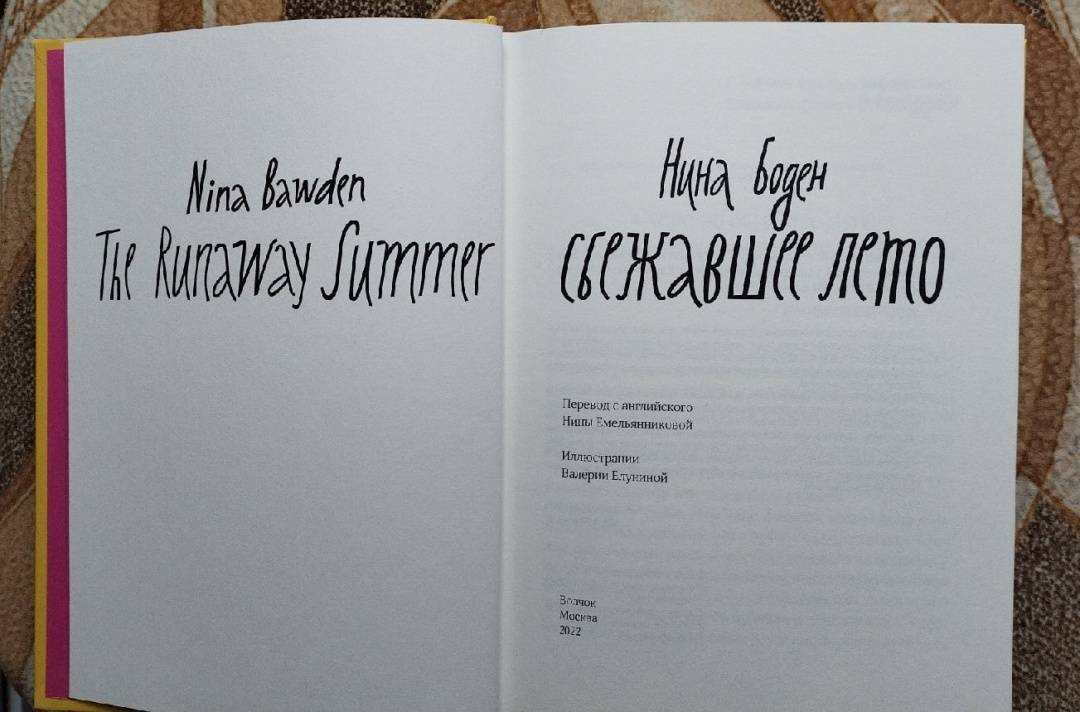 Nina Bawden
The Runaway Summer
Нина Боден
сбежавшее лето
Перевод с английского
Нины Емельянниковой
Иллюстрации
Валерии Елуниной
Волчок
Москва
2022